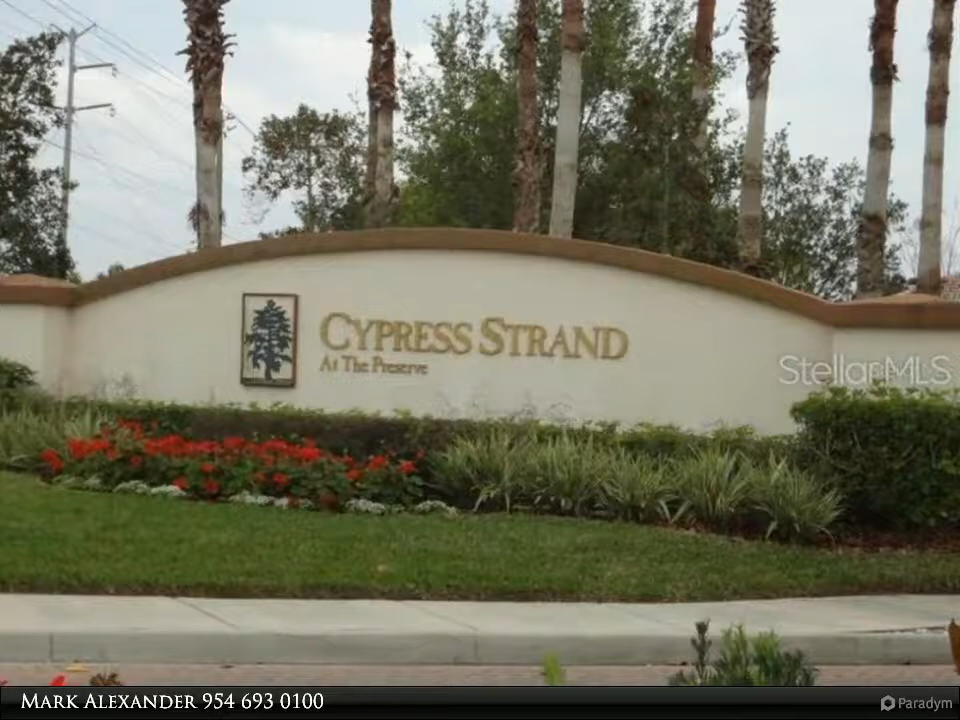 CYPRESS STRAND
At The Preserve
StellarMLS
MARK ALEXANDER 954 693 0100
Paradym